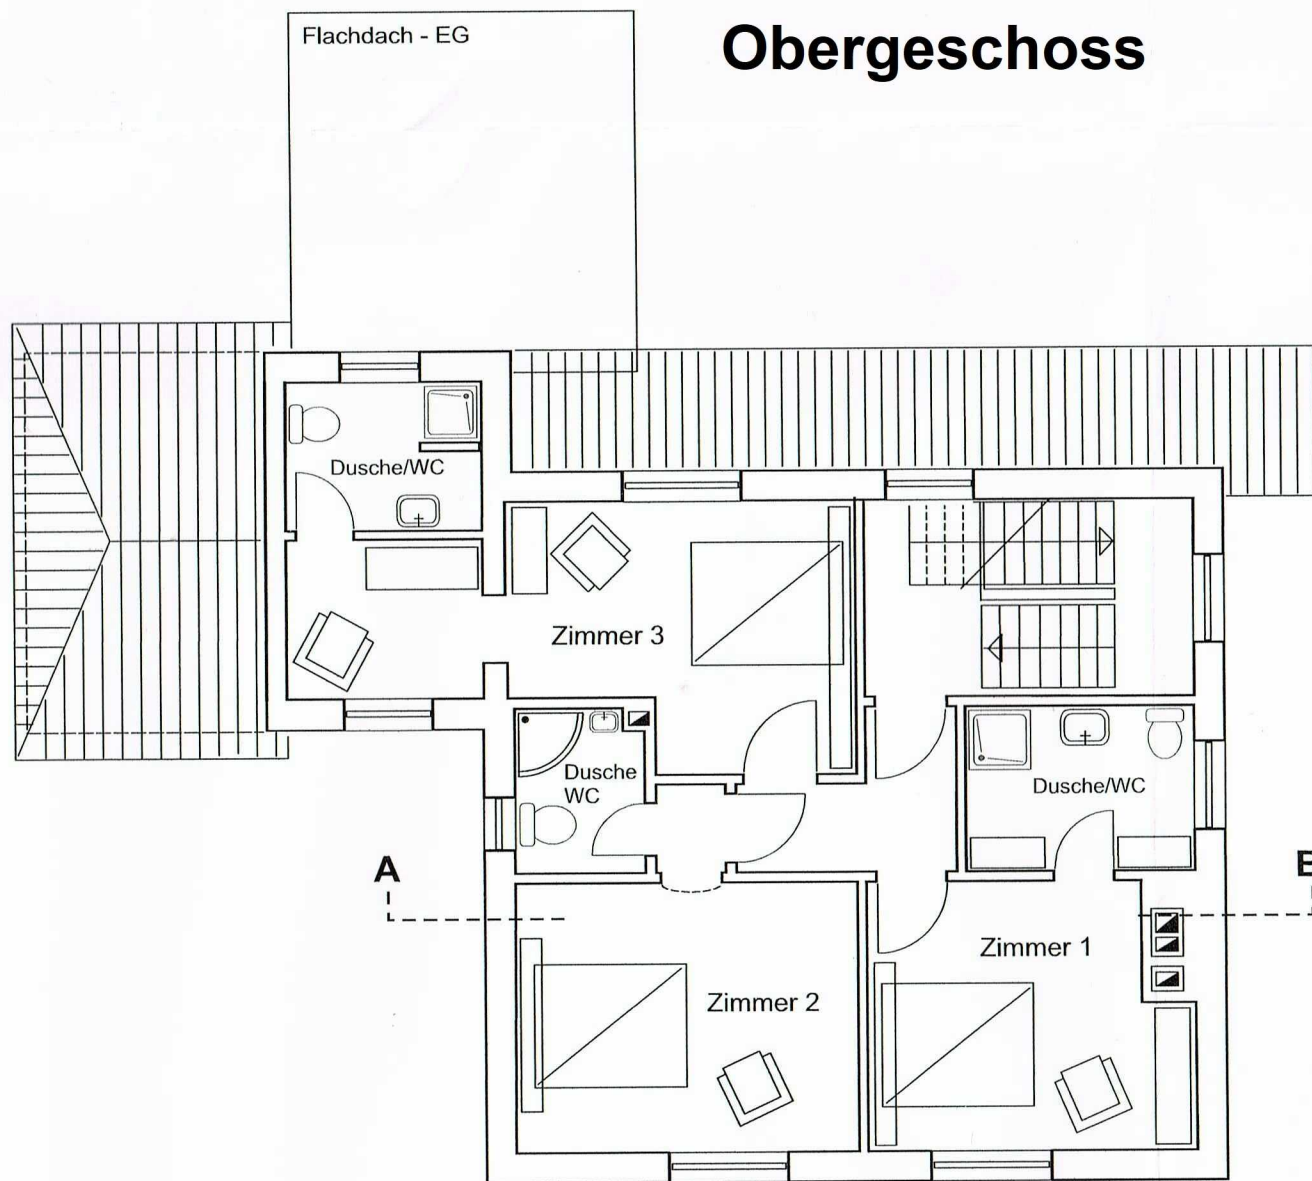 Obergeschoss
Flachdach - EG
Dusche/WC
Zimmer 3
Dusche
WC
Dusche/WC
A
B
Zimmer 1
Zimmer 2